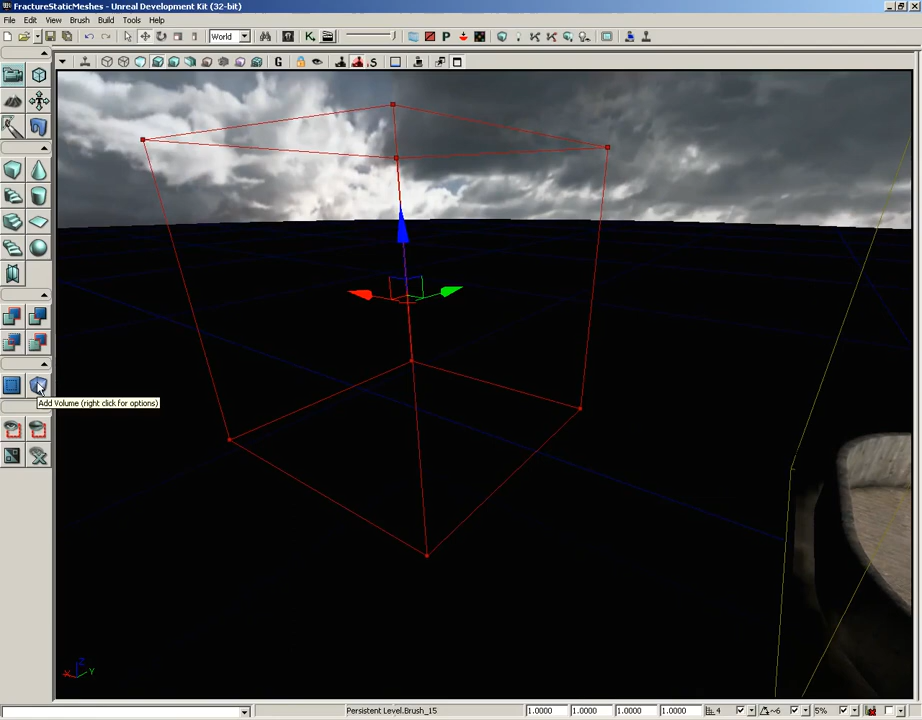 FractureStaticMeshes - Unreal Development Kit (32-bit)
File Edit View Brush Build Tools Help
World
G
S
Add Volume (right click for options)
Z
X Y
Persistent Level.Brush_15
1.0000 1.0000 1.0000 1.0000
4
~6
5%